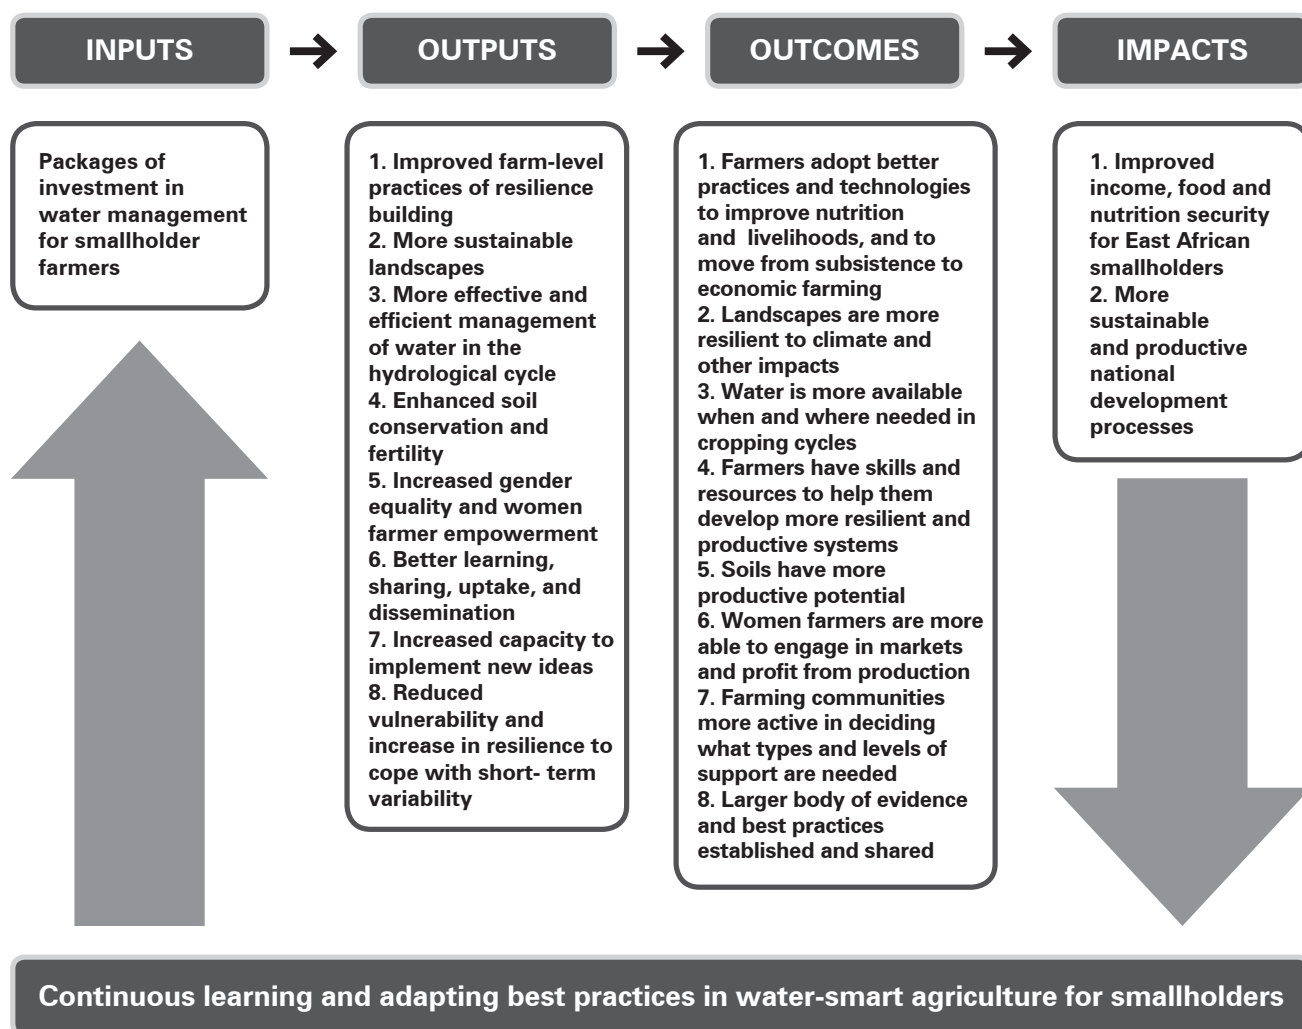 INPUTS
OUTPUTS
OUTCOMES
IMPACTS
Packages of
investment in
water management
for smallholder
farmers
1. Improved farm-level
practices of resilience
building
2. More sustainable
landscapes
3. More effective and
efficient management
of water in the
hydrological cycle
4. Enhanced soil
conservation and
fertility
5. Increased gender
equality and women
farmer empowerment
6. Better learning,
sharing, uptake, and
dissemination
7. Increased capacity to
implement new ideas
8. Reduced
vulnerability and
increase in resilience to
cope with short- term
variability
1. Farmers adopt better
practices and technologies
to improve nutrition
and  livelihoods, and to
move from subsistence to
economic farming
2. Landscapes are more
resilient to climate and
other impacts
3. Water is more available
when and where needed in
cropping cycles
4. Farmers have skills and
resources to help them
develop more resilient and
productive systems
5. Soils have more
productive potential
6. Women farmers are more
able to engage in markets
and profit from production
7. Farming communities
more active in deciding
what types and levels of
support are needed
8. Larger body of evidence
and best practices
established and shared
1. Improved
income, food and
nutrition security
for East African
smallholders
2. More
sustainable
and productive
national
development
processes
Continuous learning and adapting best practices in water-smart agriculture for smallholders